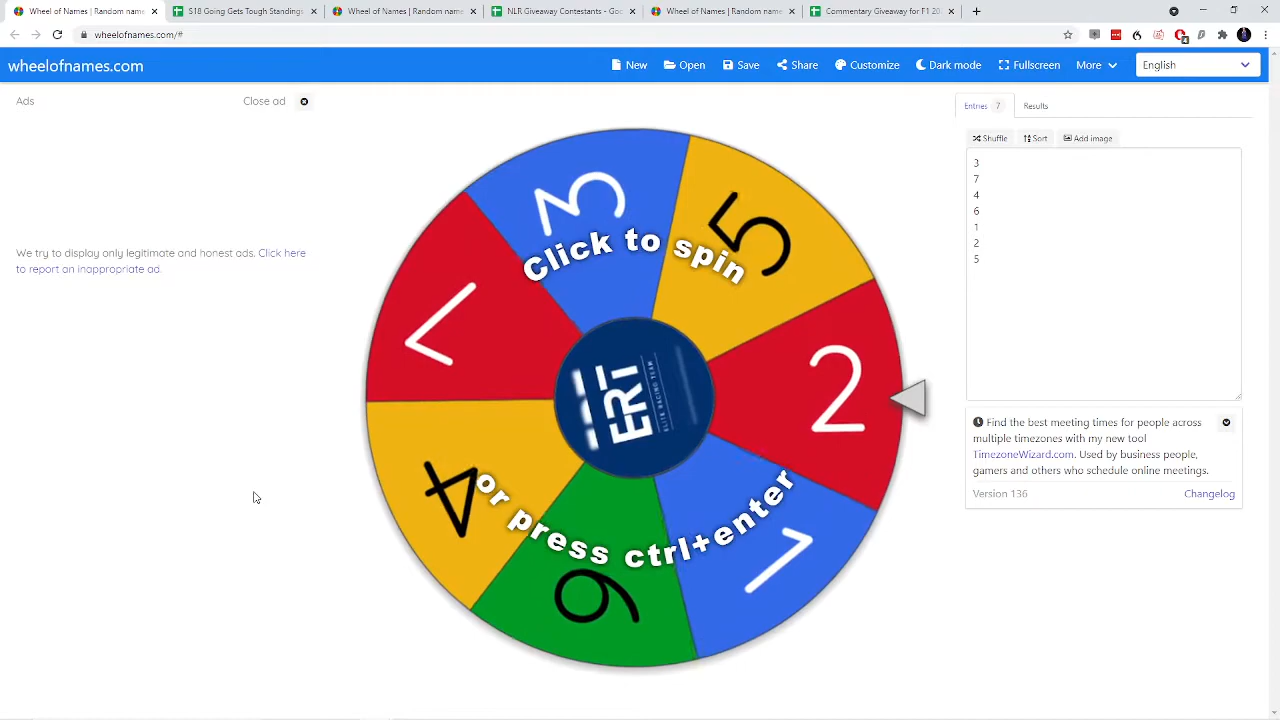 Wheel of Names | Random name
S18 Going Gets Tough Standings
Wheel of Names | Random name
NLR Giveaway Contestants - Goo
Wheel of Names | Random name
Commentary Giveaway for F1 20
wheelofnames.com/#
wheelofnames.com
New
Open
Save
Share
Customize
Dark mode
Fullscreen
More
English
Ads
Close ad
We try to display only legitimate and honest ads. Click here
to report an inappropriate ad.
3
5
2
1
6
4
7
Click to spin
or press ctrl+enter
ERT
ELITE RACING TEAM
Entries 7
Results
Shuffle
Sort
Add image
3
7
4
6
1
2
5
Find the best meeting times for people across
multiple timezones with my new tool
TimezoneWizard.com. Used by business people,
gamers and others who schedule online meetings.
Version 136
Changelog